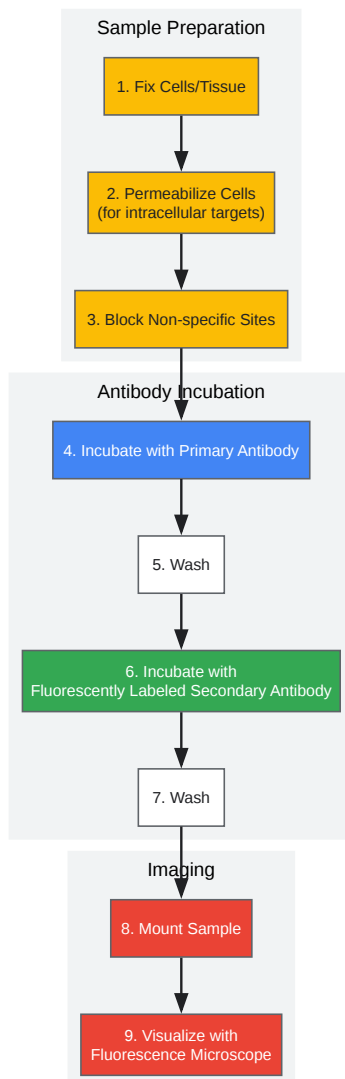 Sample Preparation
1. Fix Cells/Tissue
2. Permeabilize Cells
(for intracellular targets)
3. Block Non-specific Sites
Antibody Incubation
4. Incubate with Primary Antibody
5. Wash
6. Incubate with
Fluorescently Labeled Secondary Antibody
7. Wash
Imaging
8. Mount Sample
9. Visualize with
Fluorescence Microscope